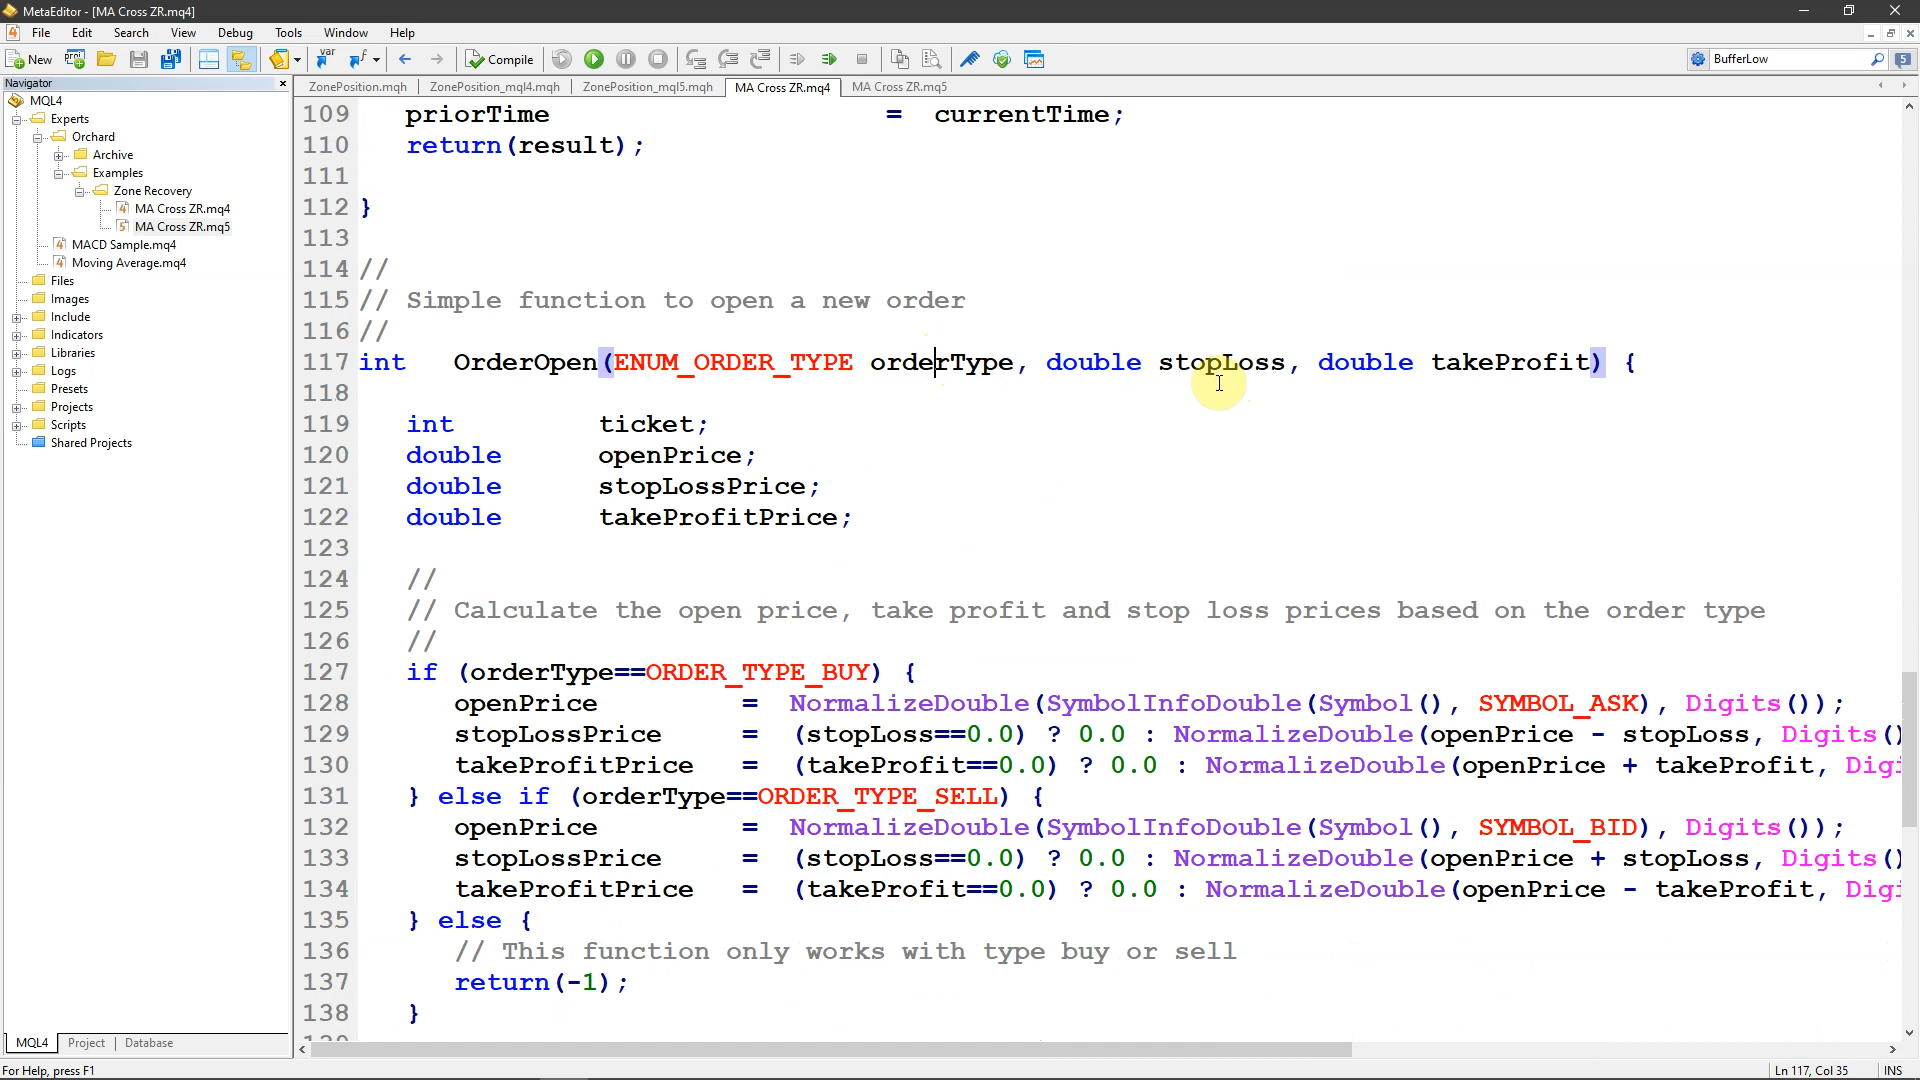 MetaEditor - [MA Cross ZR.mq4]
File Edit Search View Debug Tools Window Help
New Compile BufferLow 5
Navigator
MQL4
Experts
Orchard
Archive
Examples
Zone Recovery
MA Cross ZR.mq4
MA Cross ZR.mq5
MACD Sample.mq4
Moving Average.mq4
Files
Images
Include
Indicators
Libraries
Logs
Presets
Projects
Scripts
Shared Projects
MQL4 Project Database
ZonePosition.mqh ZonePosition_mql4.mqh ZonePosition_mql5.mqh MA Cross ZR.mq4 MA Cross ZR.mq5
109 priorTime = currentTime;
110 return(result);
111
112 }
113
114 //
115 // Simple function to open a new order
116 //
117 int OrderOpen(ENUM_ORDER_TYPE orderType, double stopLoss, double takeProfit) {
118
119 int ticket;
120 double openPrice;
121 double stopLossPrice;
122 double takeProfitPrice;
123
124 //
125 // Calculate the open price, take profit and stop loss prices based on the order type
126 //
127 if (orderType==ORDER_TYPE_BUY) {
128 openPrice = NormalizeDouble(SymbolInfoDouble(Symbol(), SYMBOL_ASK), Digits());
129 stopLossPrice = (stopLoss==0.0) ? 0.0 : NormalizeDouble(openPrice - stopLoss, Digits()
130 takeProfitPrice = (takeProfit==0.0) ? 0.0 : NormalizeDouble(openPrice + takeProfit, Digi
131 } else if (orderType==ORDER_TYPE_SELL) {
132 openPrice = NormalizeDouble(SymbolInfoDouble(Symbol(), SYMBOL_BID), Digits());
133 stopLossPrice = (stopLoss==0.0) ? 0.0 : NormalizeDouble(openPrice + stopLoss, Digits()
134 takeProfitPrice = (takeProfit==0.0) ? 0.0 : NormalizeDouble(openPrice - takeProfit, Digi
135 } else {
136 // This function only works with type buy or sell
137 return(-1);
138 }
For Help, press F1 Ln 117, Col 35 INS